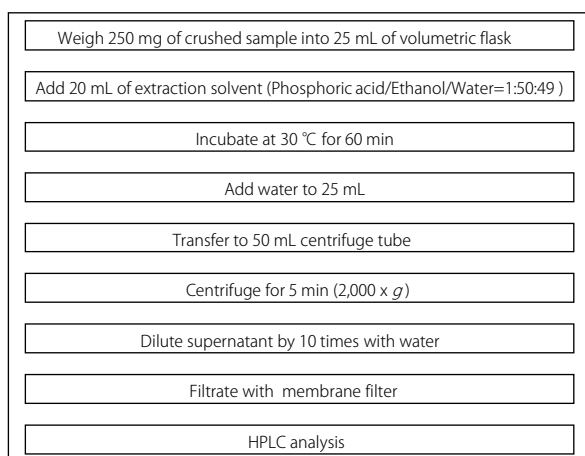 Weigh 250 mg of crushed sample into 25 mL of volumetric flask
Add 20 mL of extraction solvent (Phosphoric acid/Ethanol/Water=1:50:49 )
Incubate at 30 ℃ for 60 min
Add water to 25 mL
Transfer to 50 mL centrifuge tube
Centrifuge for 5 min (2,000 x g)
Dilute supernatant by 10 times with water
Filtrate with membrane filter
HPLC analysis